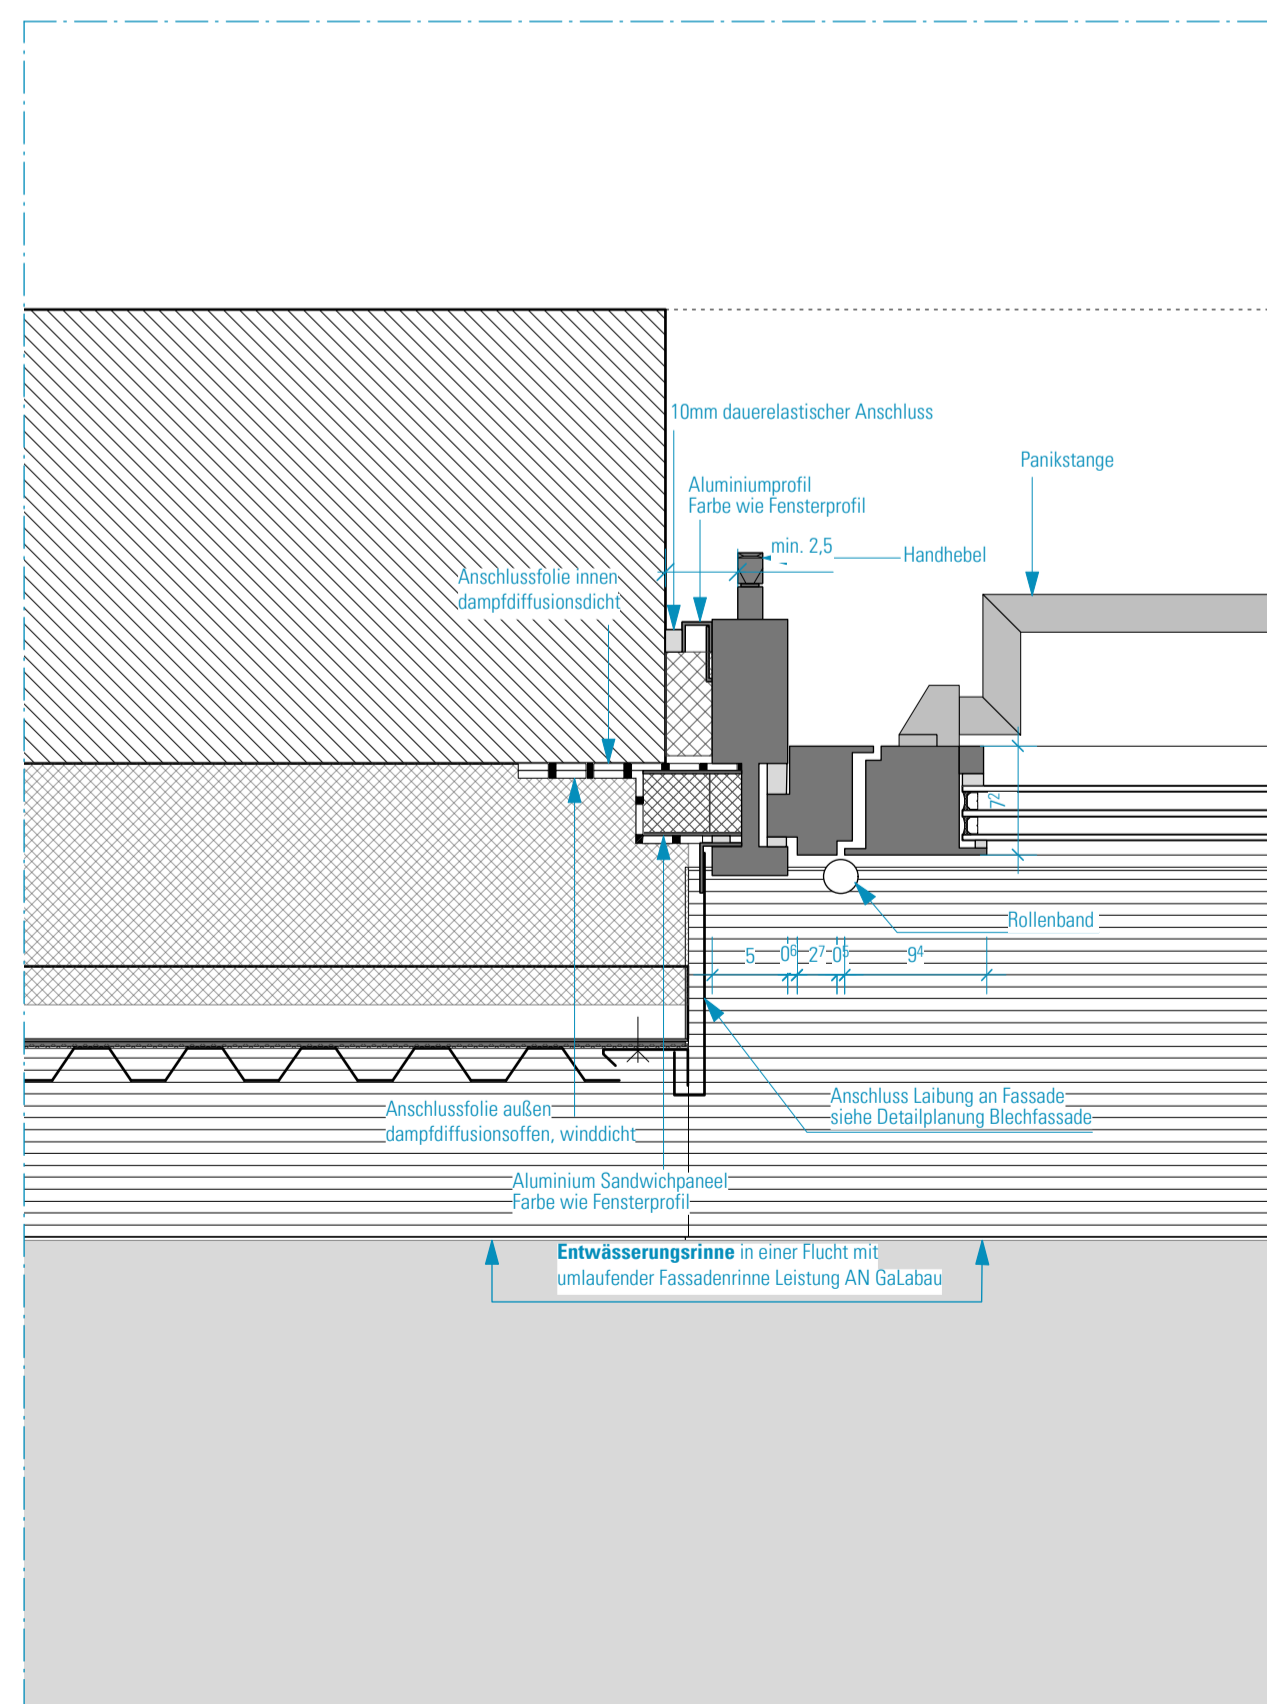 10mm dauerelastischer Anschluss
Panikstange
Aluminiumprofil
Farbe wie Fensterprofil
min. 2,5
Handhebel
Anschlussfolie innen
dampfdiffusionsdicht
7²
Rollenband
5 0⁶ 2⁷ 0⁵ 9⁴
Anschluss Laibung an Fassade
siehe Detailplanung Blechfassade
Anschlussfolie außen
dampfdiffusionsoffen, winddicht
Aluminium Sandwichpaneel
Farbe wie Fensterprofil
Entwässerungsrinne in einer Flucht mit
umlaufender Fassadenrinne Leistung AN GaLabau